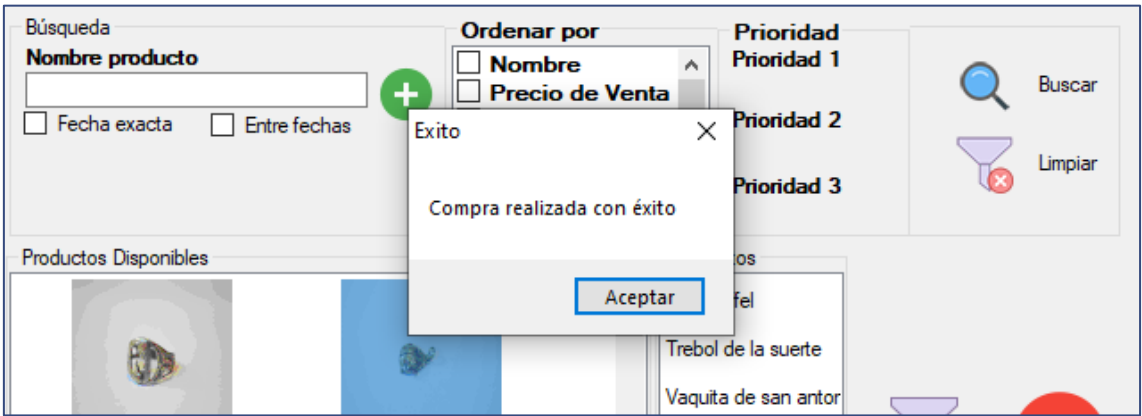 Búsqueda
Nombre producto
Fecha exacta
Entre fechas
Ordenar por
Nombre
Precio de Venta
Prioridad
Prioridad 1
Prioridad 2
Prioridad 3
Buscar
Limpiar
Exito
Compra realizada con éxito
Aceptar
Productos Disponibles
Trebol de la suerte
Vaquita de san antor